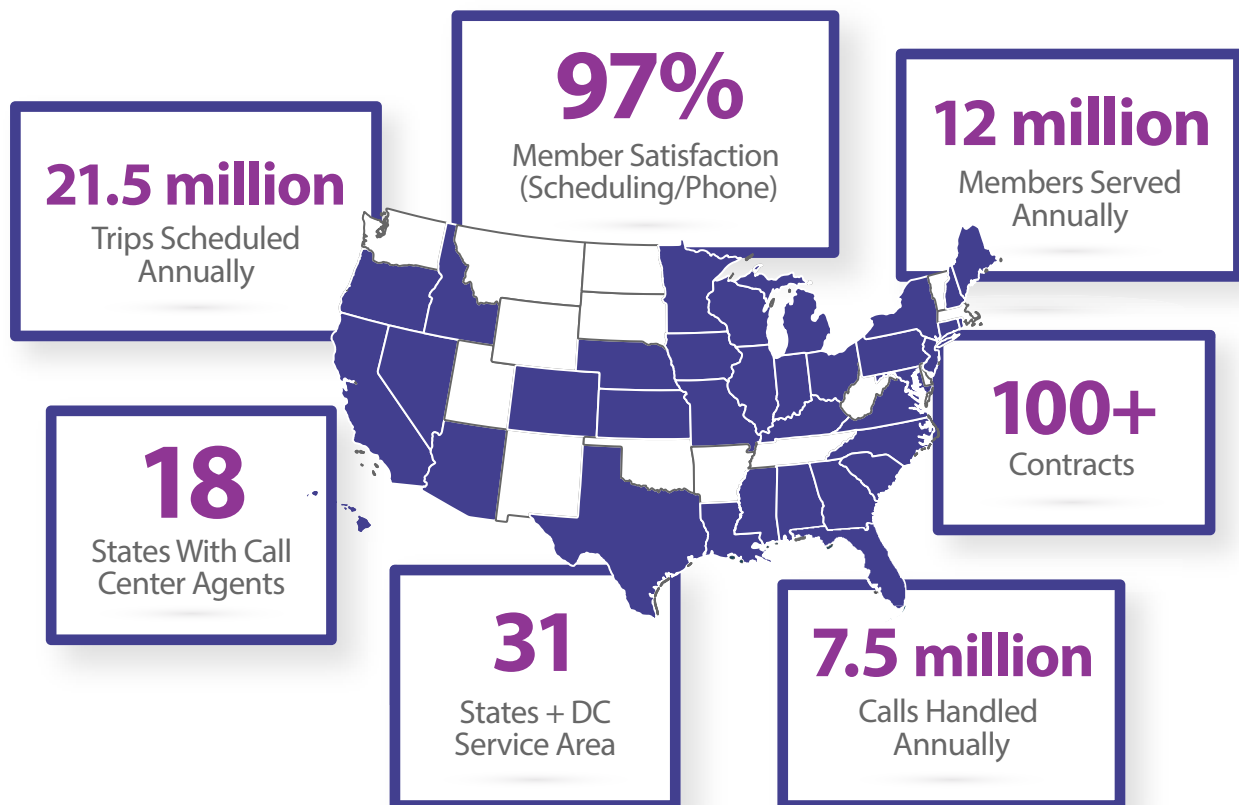 97%
Member Satisfaction
(Scheduling/Phone)
12 million
Members Served
Annually
21.5 million
Trips Scheduled
Annually
100+
Contracts
18
States With Call
Center Agents
31
States + DC
Service Area
7.5 million
Calls Handled
Annually